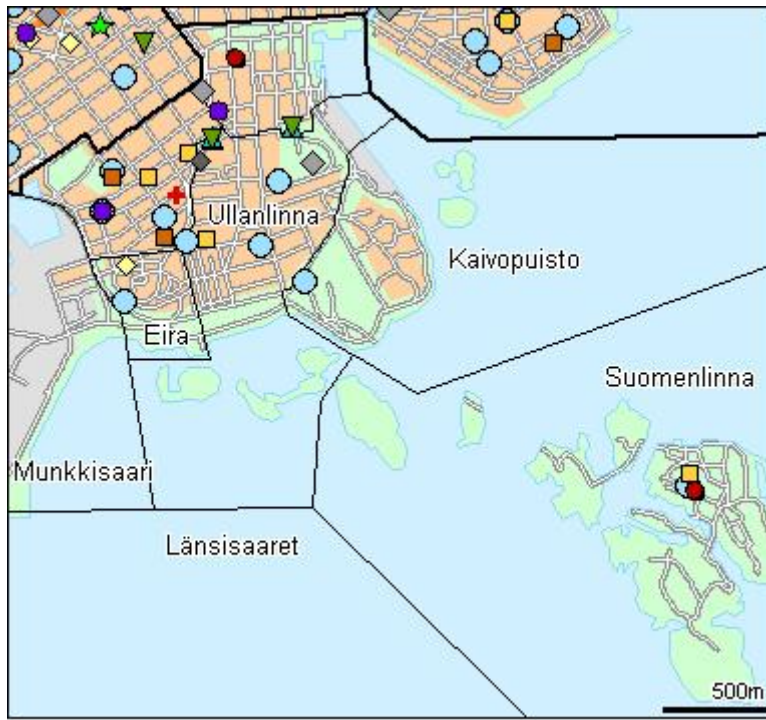 Ullanlinna
Kaivopuisto
Eira
Suomenlinna
Munkkisaari
Länsisaaret
500m